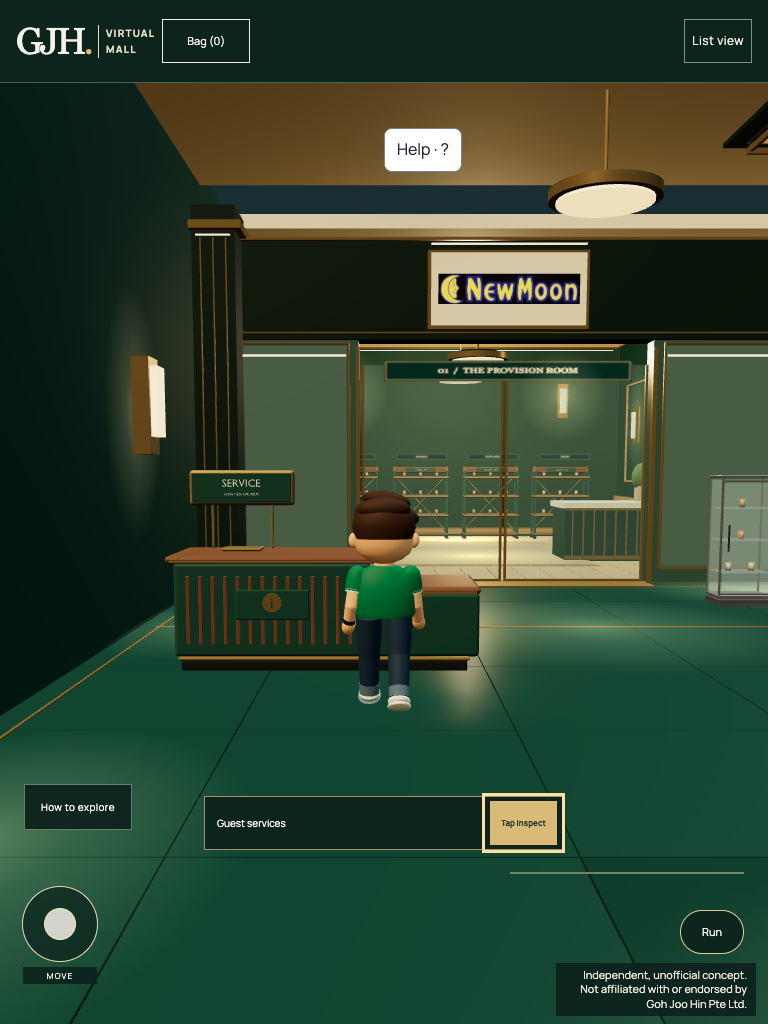 GJH.
VIRTUAL
MALL
Bag (0)
List view
Help · ?
NewMoon
01 / THE PROVISION ROOM
SERVICE
How to explore
Guest services
Tap Inspect
MOVE
Run
Independent, unofficial concept.
Not affiliated with or endorsed by
Goh Joo Hin Pte Ltd.